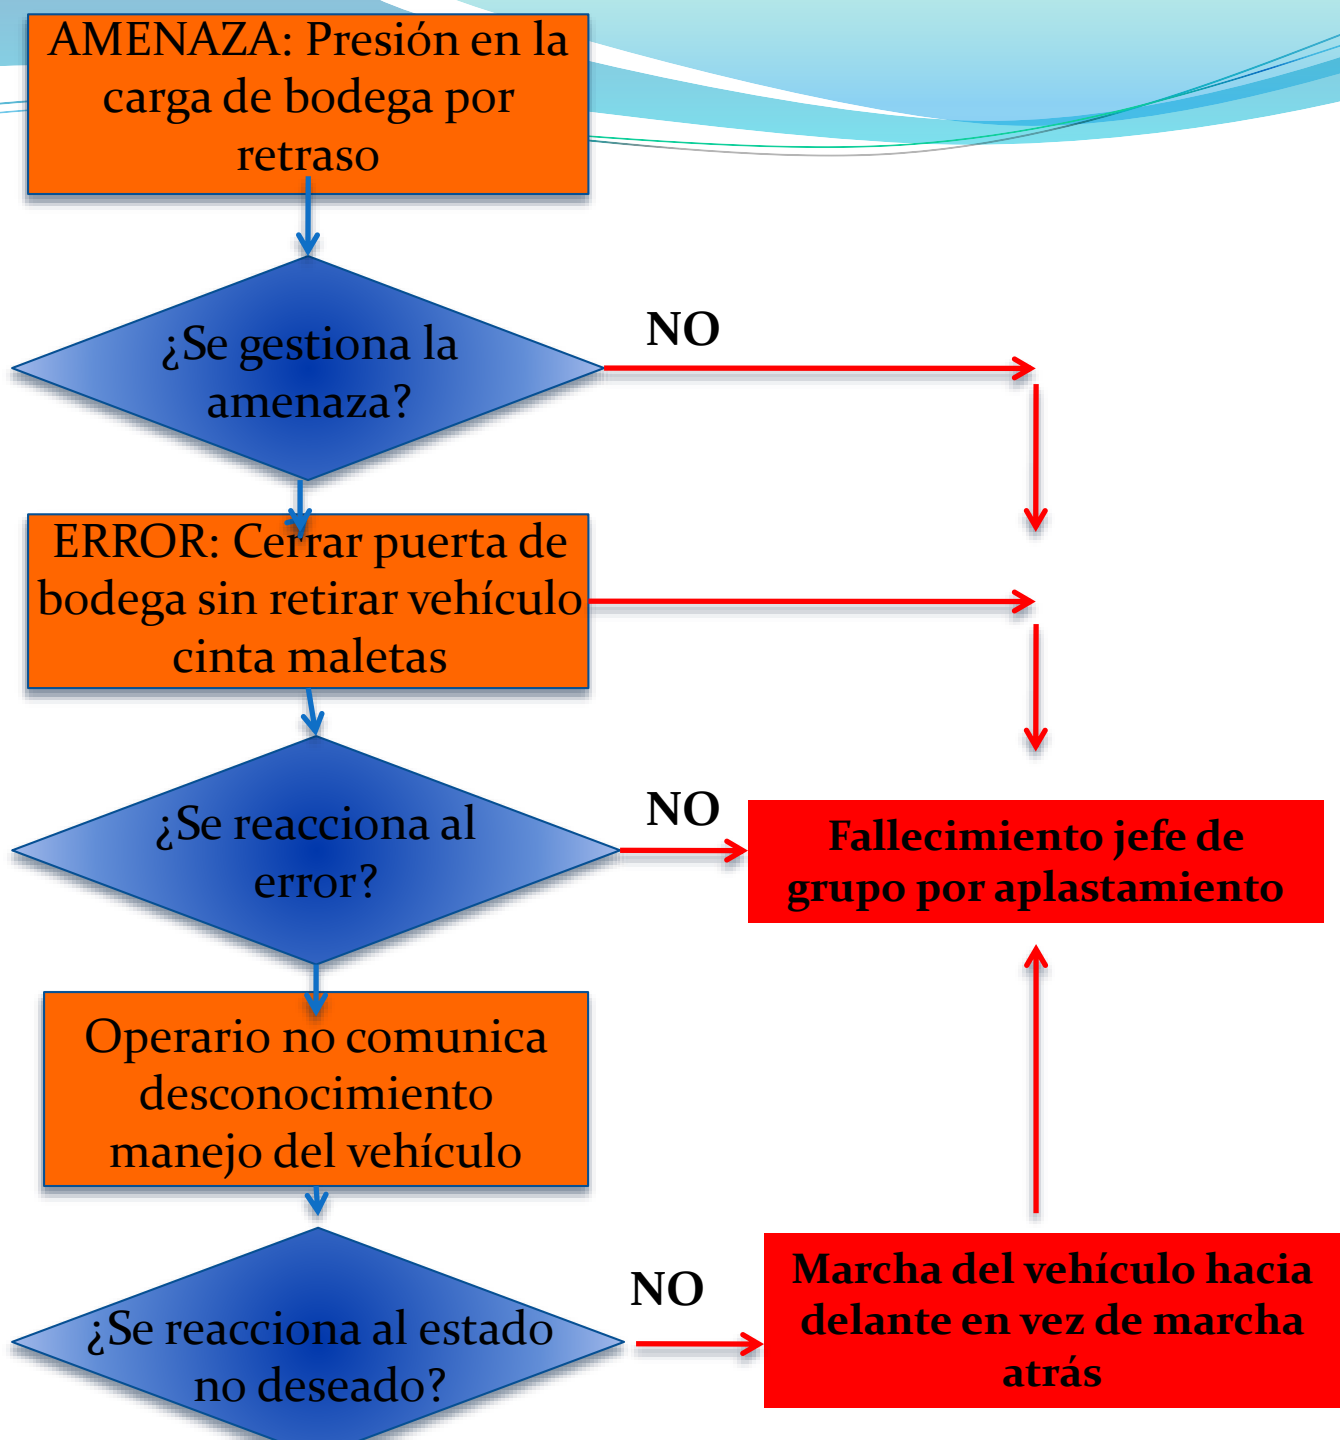 AMENAZA: Presión en la
carga de bodega por
retraso
¿Se gestiona la
amenaza?
NO
ERROR: Cerrar puerta de
bodega sin retirar vehículo
cinta maletas
¿Se reacciona al
error?
NO
Fallecimiento jefe de
grupo por aplastamiento
Operario no comunica
desconocimiento
manejo del vehículo
¿Se reacciona al estado
no deseado?
NO
Marcha del vehículo hacia
delante en vez de marcha
atrás